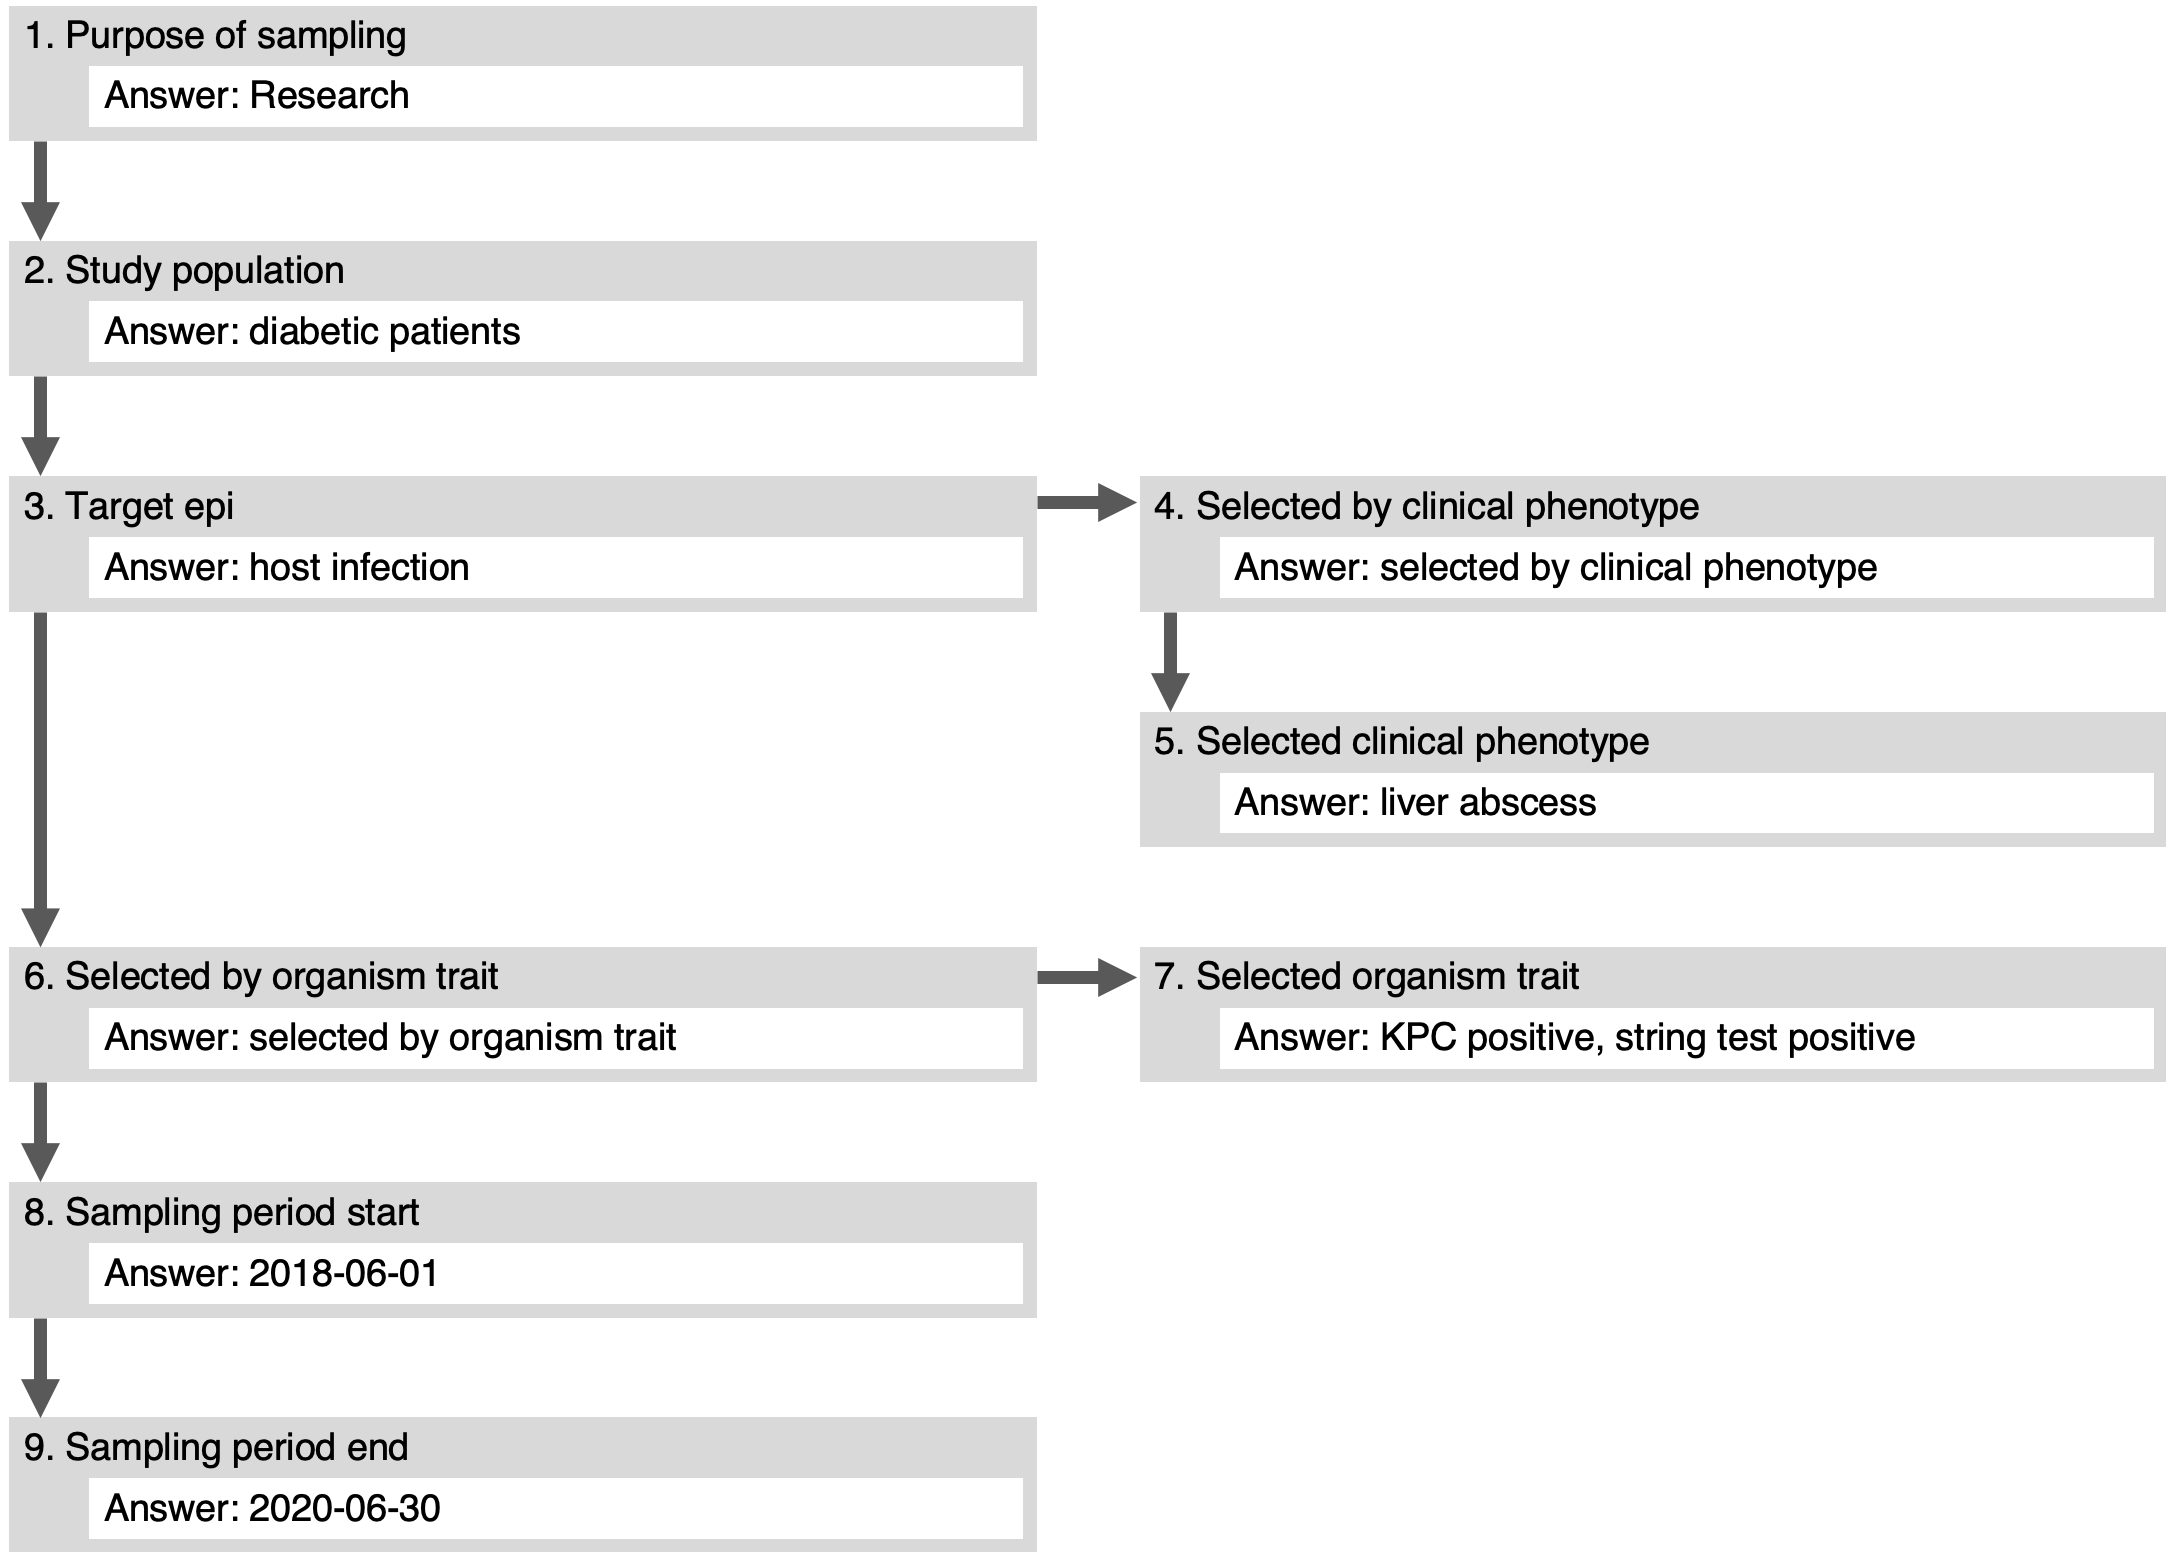 1. Purpose of sampling
Answer: Research
2. Study population
Answer: diabetic patients
3. Target epi
Answer: host infection
4. Selected by clinical phenotype
Answer: selected by clinical phenotype
5. Selected clinical phenotype
Answer: liver abscess
6. Selected by organism trait
Answer: selected by organism trait
7. Selected organism trait
Answer: KPC positive, string test positive
8. Sampling period start
Answer: 2018-06-01
9. Sampling period end
Answer: 2020-06-30